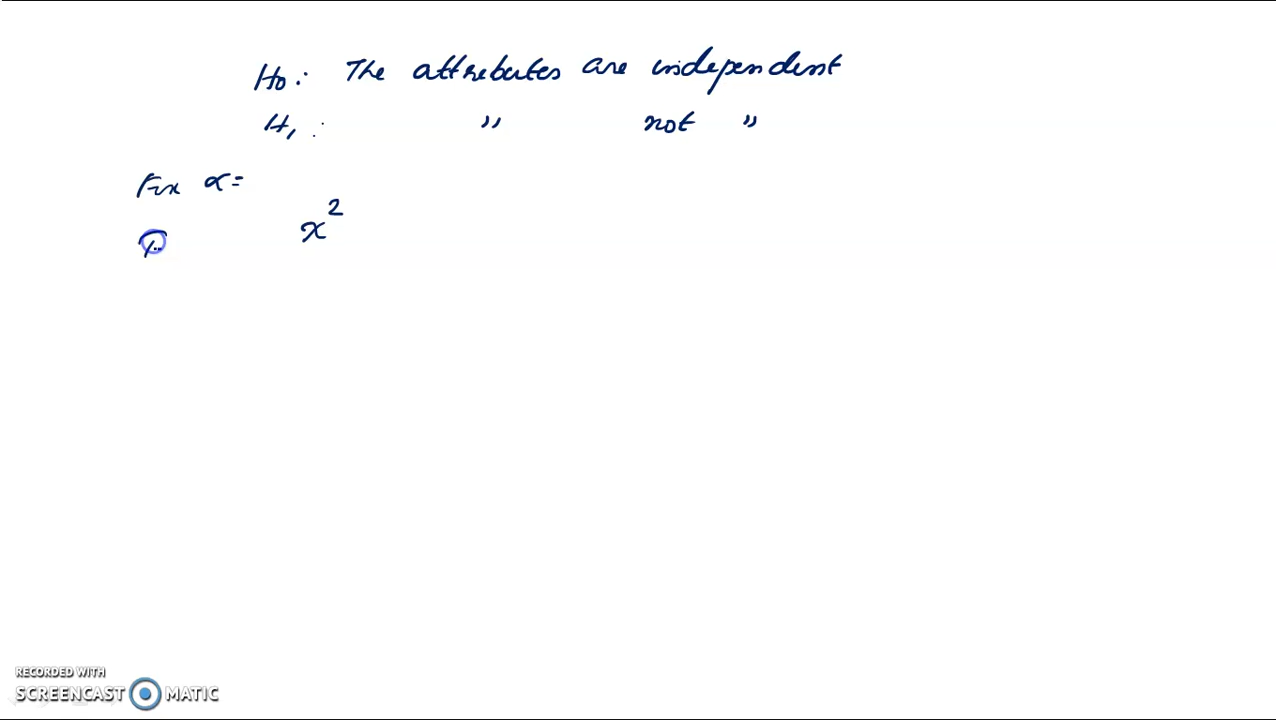 H0: The attributes are independent
H1: " not "
Fix α=
x²
RECORDED WITH
SCREENCAST MATIC